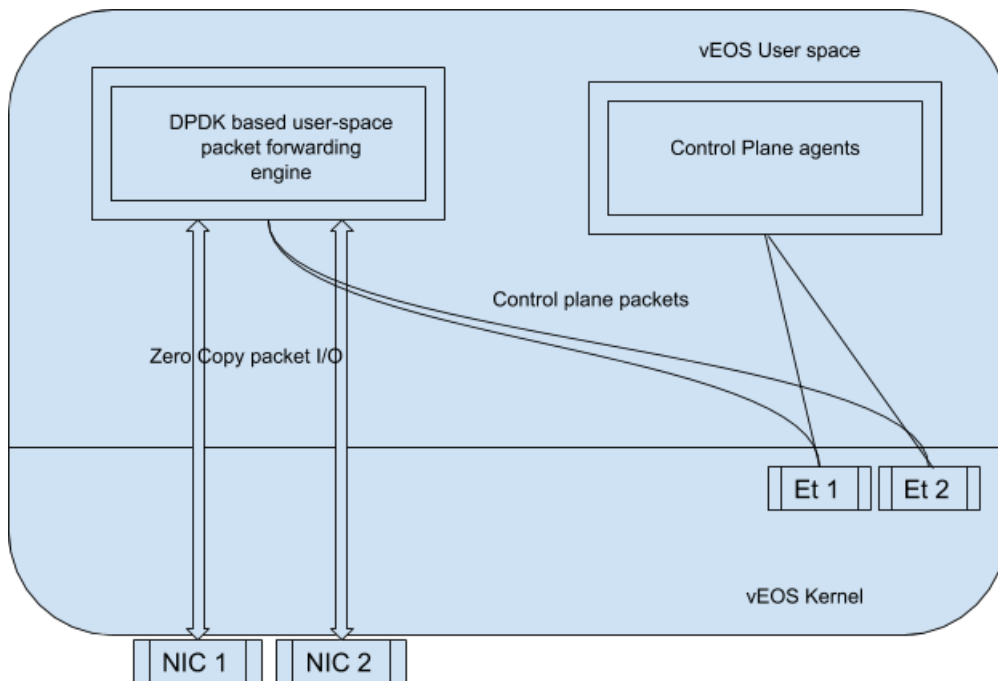 vEOS User space
DPDK based user-space
packet forwarding
engine
Control Plane agents
Control plane packets
Zero Copy packet I/O
Et 1
Et 2
vEOS Kernel
NIC 1
NIC 2